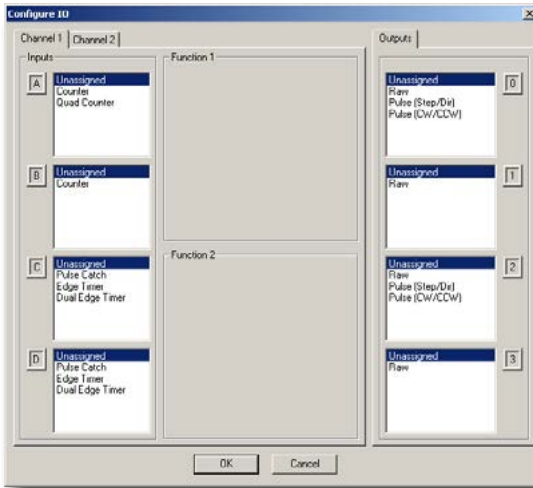 Configure IO
Channel 1
Channel 2
Inputs
A
Unassigned
Counter
Quad Counter
B
Unassigned
Counter
C
Unassigned
Pulse Catch
Edge Timer
Dual Edge Timer
D
Unassigned
Pulse Catch
Edge Timer
Dual Edge Timer
Function 1
Function 2
Outputs
Unassigned
Raw
Pulse (Step/Dir)
Pulse (CW/CCW)
0
Unassigned
Raw
1
Unassigned
Raw
Pulse (Step/Dir)
Pulse (CW/CCW)
2
Unassigned
Raw
3
OK
Cancel